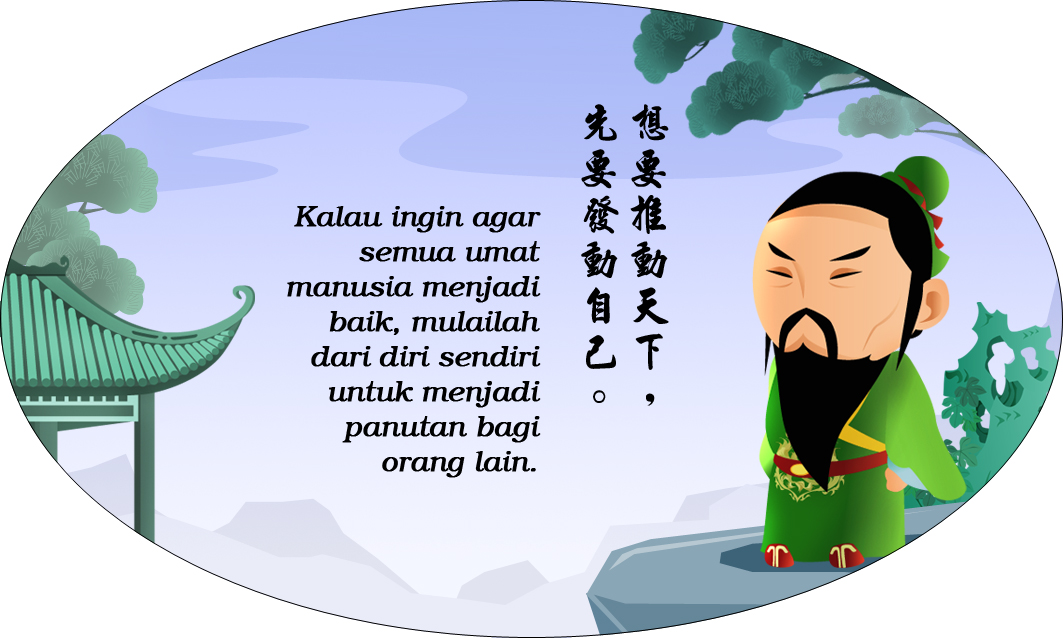 想要推動天下，
先要發動自己。
Kalau ingin agar
semua umat
manusia menjadi
baik, mulailah
dari diri sendiri
untuk menjadi
panutan bagi
orang lain.